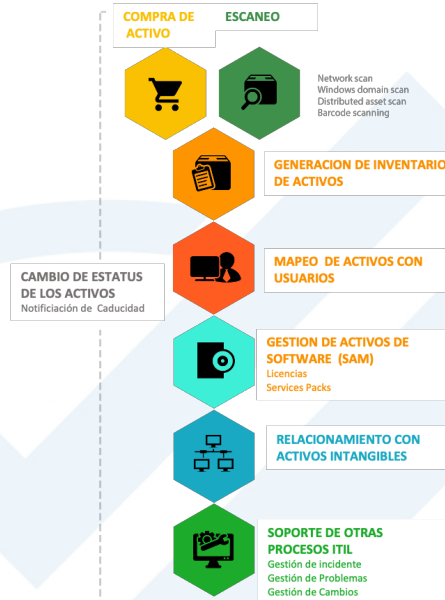 COMPRA DE
ACTIVO
ESCANEO
Network scan
Windows domain scan
Distributed asset scan
Barcode scanning
GENERACION DE INVENTARIO
DE ACTIVOS
MAPEO DE ACTIVOS CON
USUARIOS
CAMBIO DE ESTATUS
DE LOS ACTIVOS
Notificiación de Caducidad
GESTION DE ACTIVOS DE
SOFTWARE (SAM)
Licencias
Services Packs
RELACIONAMIENTO CON
ACTIVOS INTANGIBLES
SOPORTE DE OTRAS
PROCESOS ITIL
Gestión de incidente
Gestión de Problemas
Gestión de Cambios